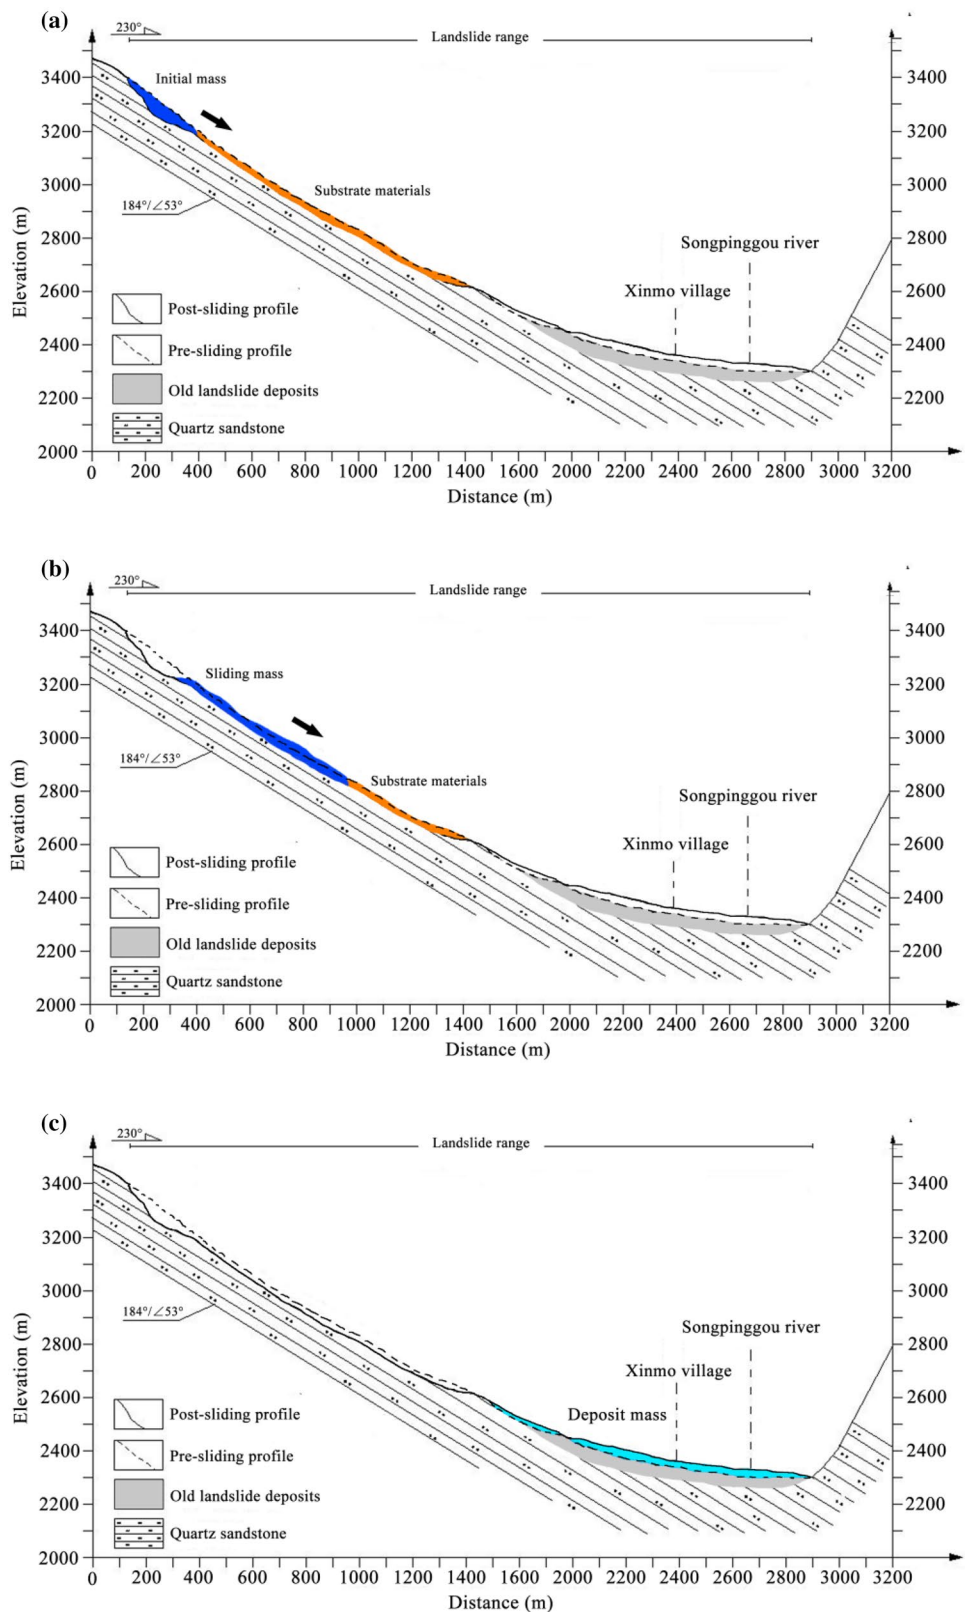 (a)
230°
Landslide range
Initial mass
Substrate materials
184°/∠53°
Songpinggou river
Xinmo village
Post-sliding profile
Pre-sliding profile
Old landslide deposits
Quartz sandstone
Elevation (m)
3400
3200
3000
2800
2600
2400
2200
2000
3400
3200
3000
2800
2600
2400
2200
0 200 400 600 800 1000 1200 1400 1600 1800 2000 2200 2400 2600 2800 3000 3200
Distance (m)
(b)
230°
Landslide range
Sliding mass
Substrate materials
184°/∠53°
Songpinggou river
Xinmo village
Post-sliding profile
Pre-sliding profile
Old landslide deposits
Quartz sandstone
Elevation (m)
3400
3200
3000
2800
2600
2400
2200
2000
3400
3200
3000
2800
2600
2400
2200
0 200 400 600 800 1000 1200 1400 1600 1800 2000 2200 2400 2600 2800 3000 3200
Distance (m)
(c)
230°
Landslide range
184°/∠53°
Songpinggou river
Xinmo village
Deposit mass
Post-sliding profile
Pre-sliding profile
Old landslide deposits
Quartz sandstone
Elevation (m)
3400
3200
3000
2800
2600
2400
2200
2000
3400
3200
3000
2800
2600
2400
2200
0 200 400 600 800 1000 1200 1400 1600 1800 2000 2200 2400 2600 2800 3000 3200
Distance (m)